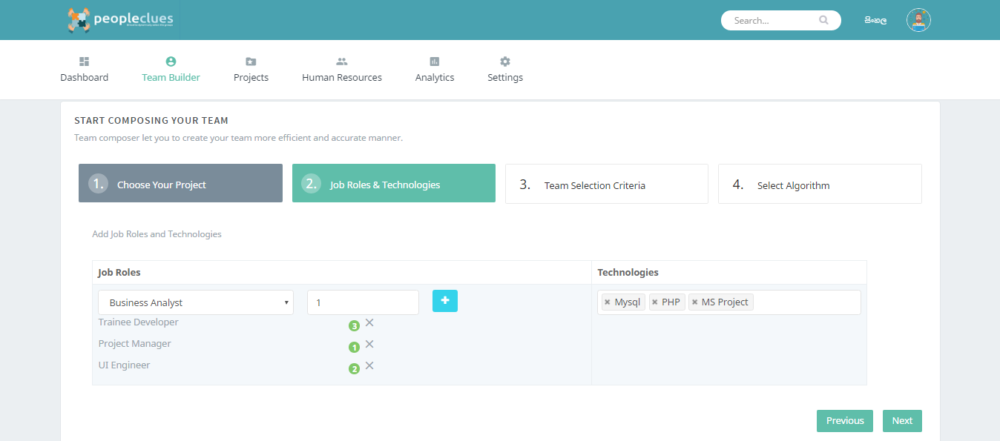 peopleclues
Search...
සිංහල
Dashboard
Team Builder
Projects
Human Resources
Analytics
Settings
START COMPOSING YOUR TEAM
Team composer let you to create your team more efficient and accurate manner.
1. Choose Your Project
2. Job Roles & Technologies
3. Team Selection Criteria
4. Select Algorithm
Add Job Roles and Technologies
Job Roles
Technologies
Business Analyst
1
Mysql
PHP
MS Project
Trainee Developer 3
Project Manager 1
UI Engineer 2
Previous
Next